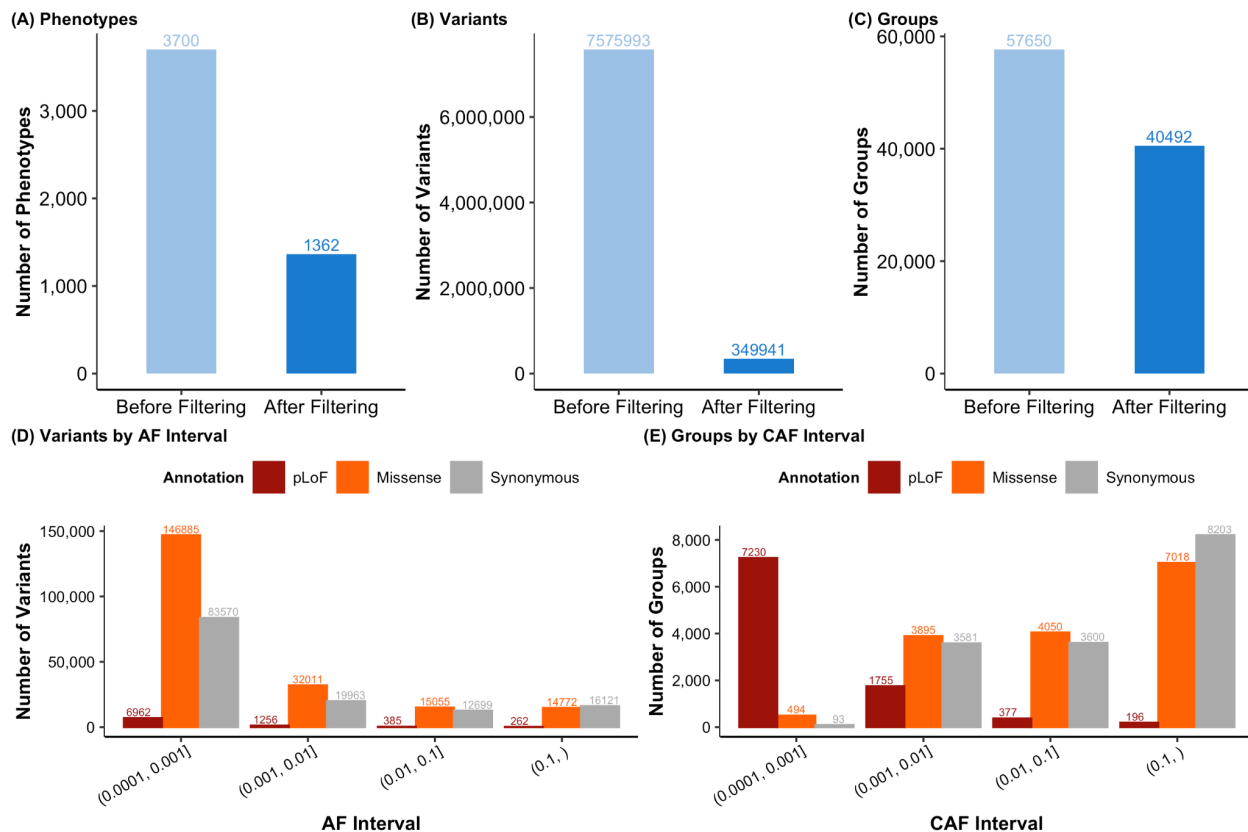 (A) Phenotypes
3700
1362
3,000
2,000
1,000
0
Number of Phenotypes
Before Filtering After Filtering
(B) Variants
7575993
349941
6,000,000
4,000,000
2,000,000
0
Number of Variants
Before Filtering After Filtering
(C) Groups
57650
40492
60,000
40,000
20,000
0
Number of Groups
Before Filtering After Filtering
(D) Variants by AF Interval
Annotation pLoF Missense Synonymous
150,000
100,000
50,000
0
Number of Variants
6962 146885 83570
1256 32011 19963
385 15055 12699
262 14772 16121
(0.0001, 0.001] (0.001, 0.01] (0.01, 0.1] (0.1, )
AF Interval
(E) Groups by CAF Interval
Annotation pLoF Missense Synonymous
8,000
6,000
4,000
2,000
0
Number of Groups
7230 494 93
1755 3895 3581
377 4050 3600
196 7018 8203
(0.0001, 0.001] (0.001, 0.01] (0.01, 0.1] (0.1, )
CAF Interval